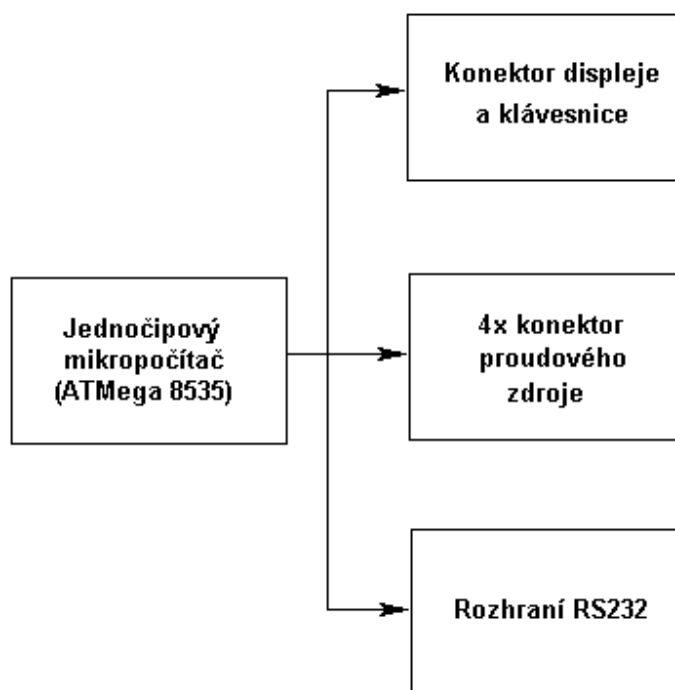 Konektor displeje
a klávesnice
Jednočipový
mikropočítač
(ATMega 8535)
4x konektor
proudového
zdroje
Rozhraní RS232